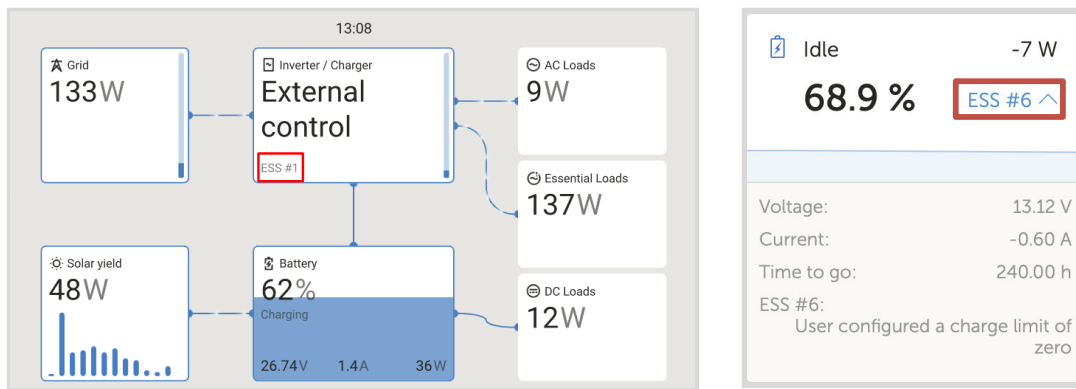 13:08
Grid
133W
Inverter / Charger
External
control
ESS #1
AC Loads
9W
Essential Loads
137W
Solar yield
48W
Battery
62%
Charging
26.74V 1.4A 36W
DC Loads
12W
Idle -7 W
68.9 % ESS #6
Voltage: 13.12 V
Current: -0.60 A
Time to go: 240.00 h
ESS #6:
User configured a charge limit of
zero